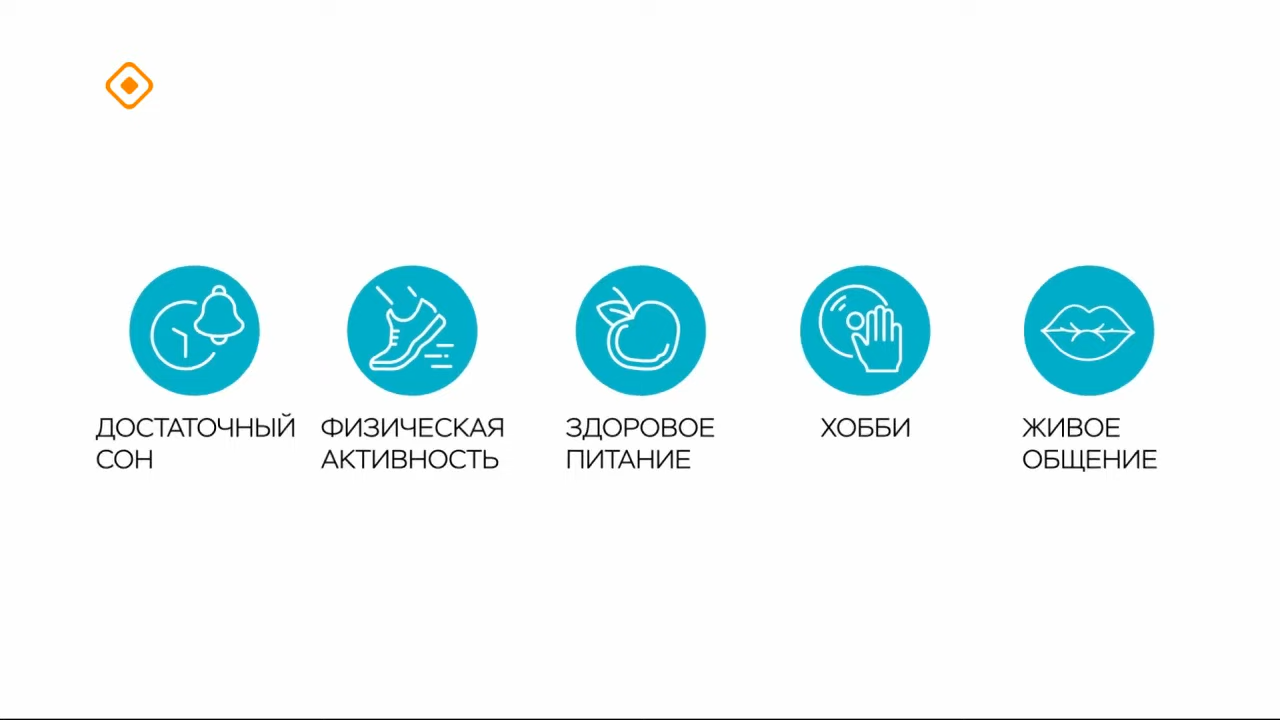 ДОСТАТОЧНЫЙ
СОН
ФИЗИЧЕСКАЯ
АКТИВНОСТЬ
ЗДОРОВОЕ
ПИТАНИЕ
ХОББИ
ЖИВОЕ
ОБЩЕНИЕ